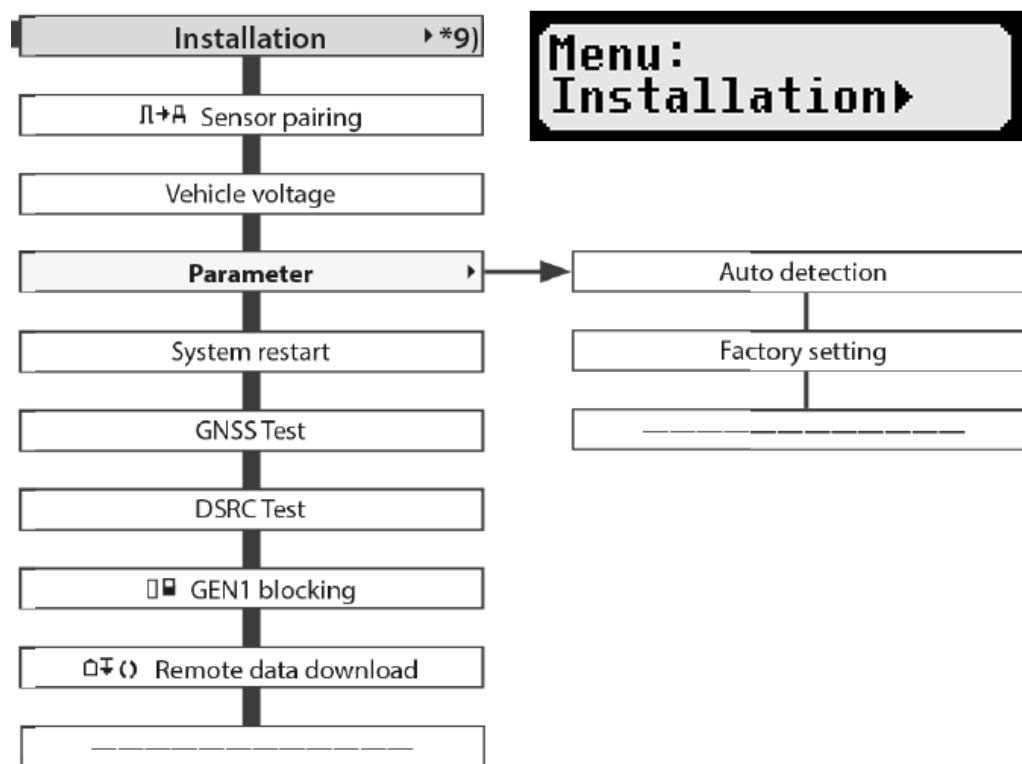 Installation ▸ *9)
Menu:
Installation▸
Sensor pairing
Vehicle voltage
Parameter ▸
Auto detection
System restart
Factory setting
GNSS Test
— — — — — — — — — — — —
DSRC Test
GEN1 blocking
Remote data download
— — — — — — — — — — — —